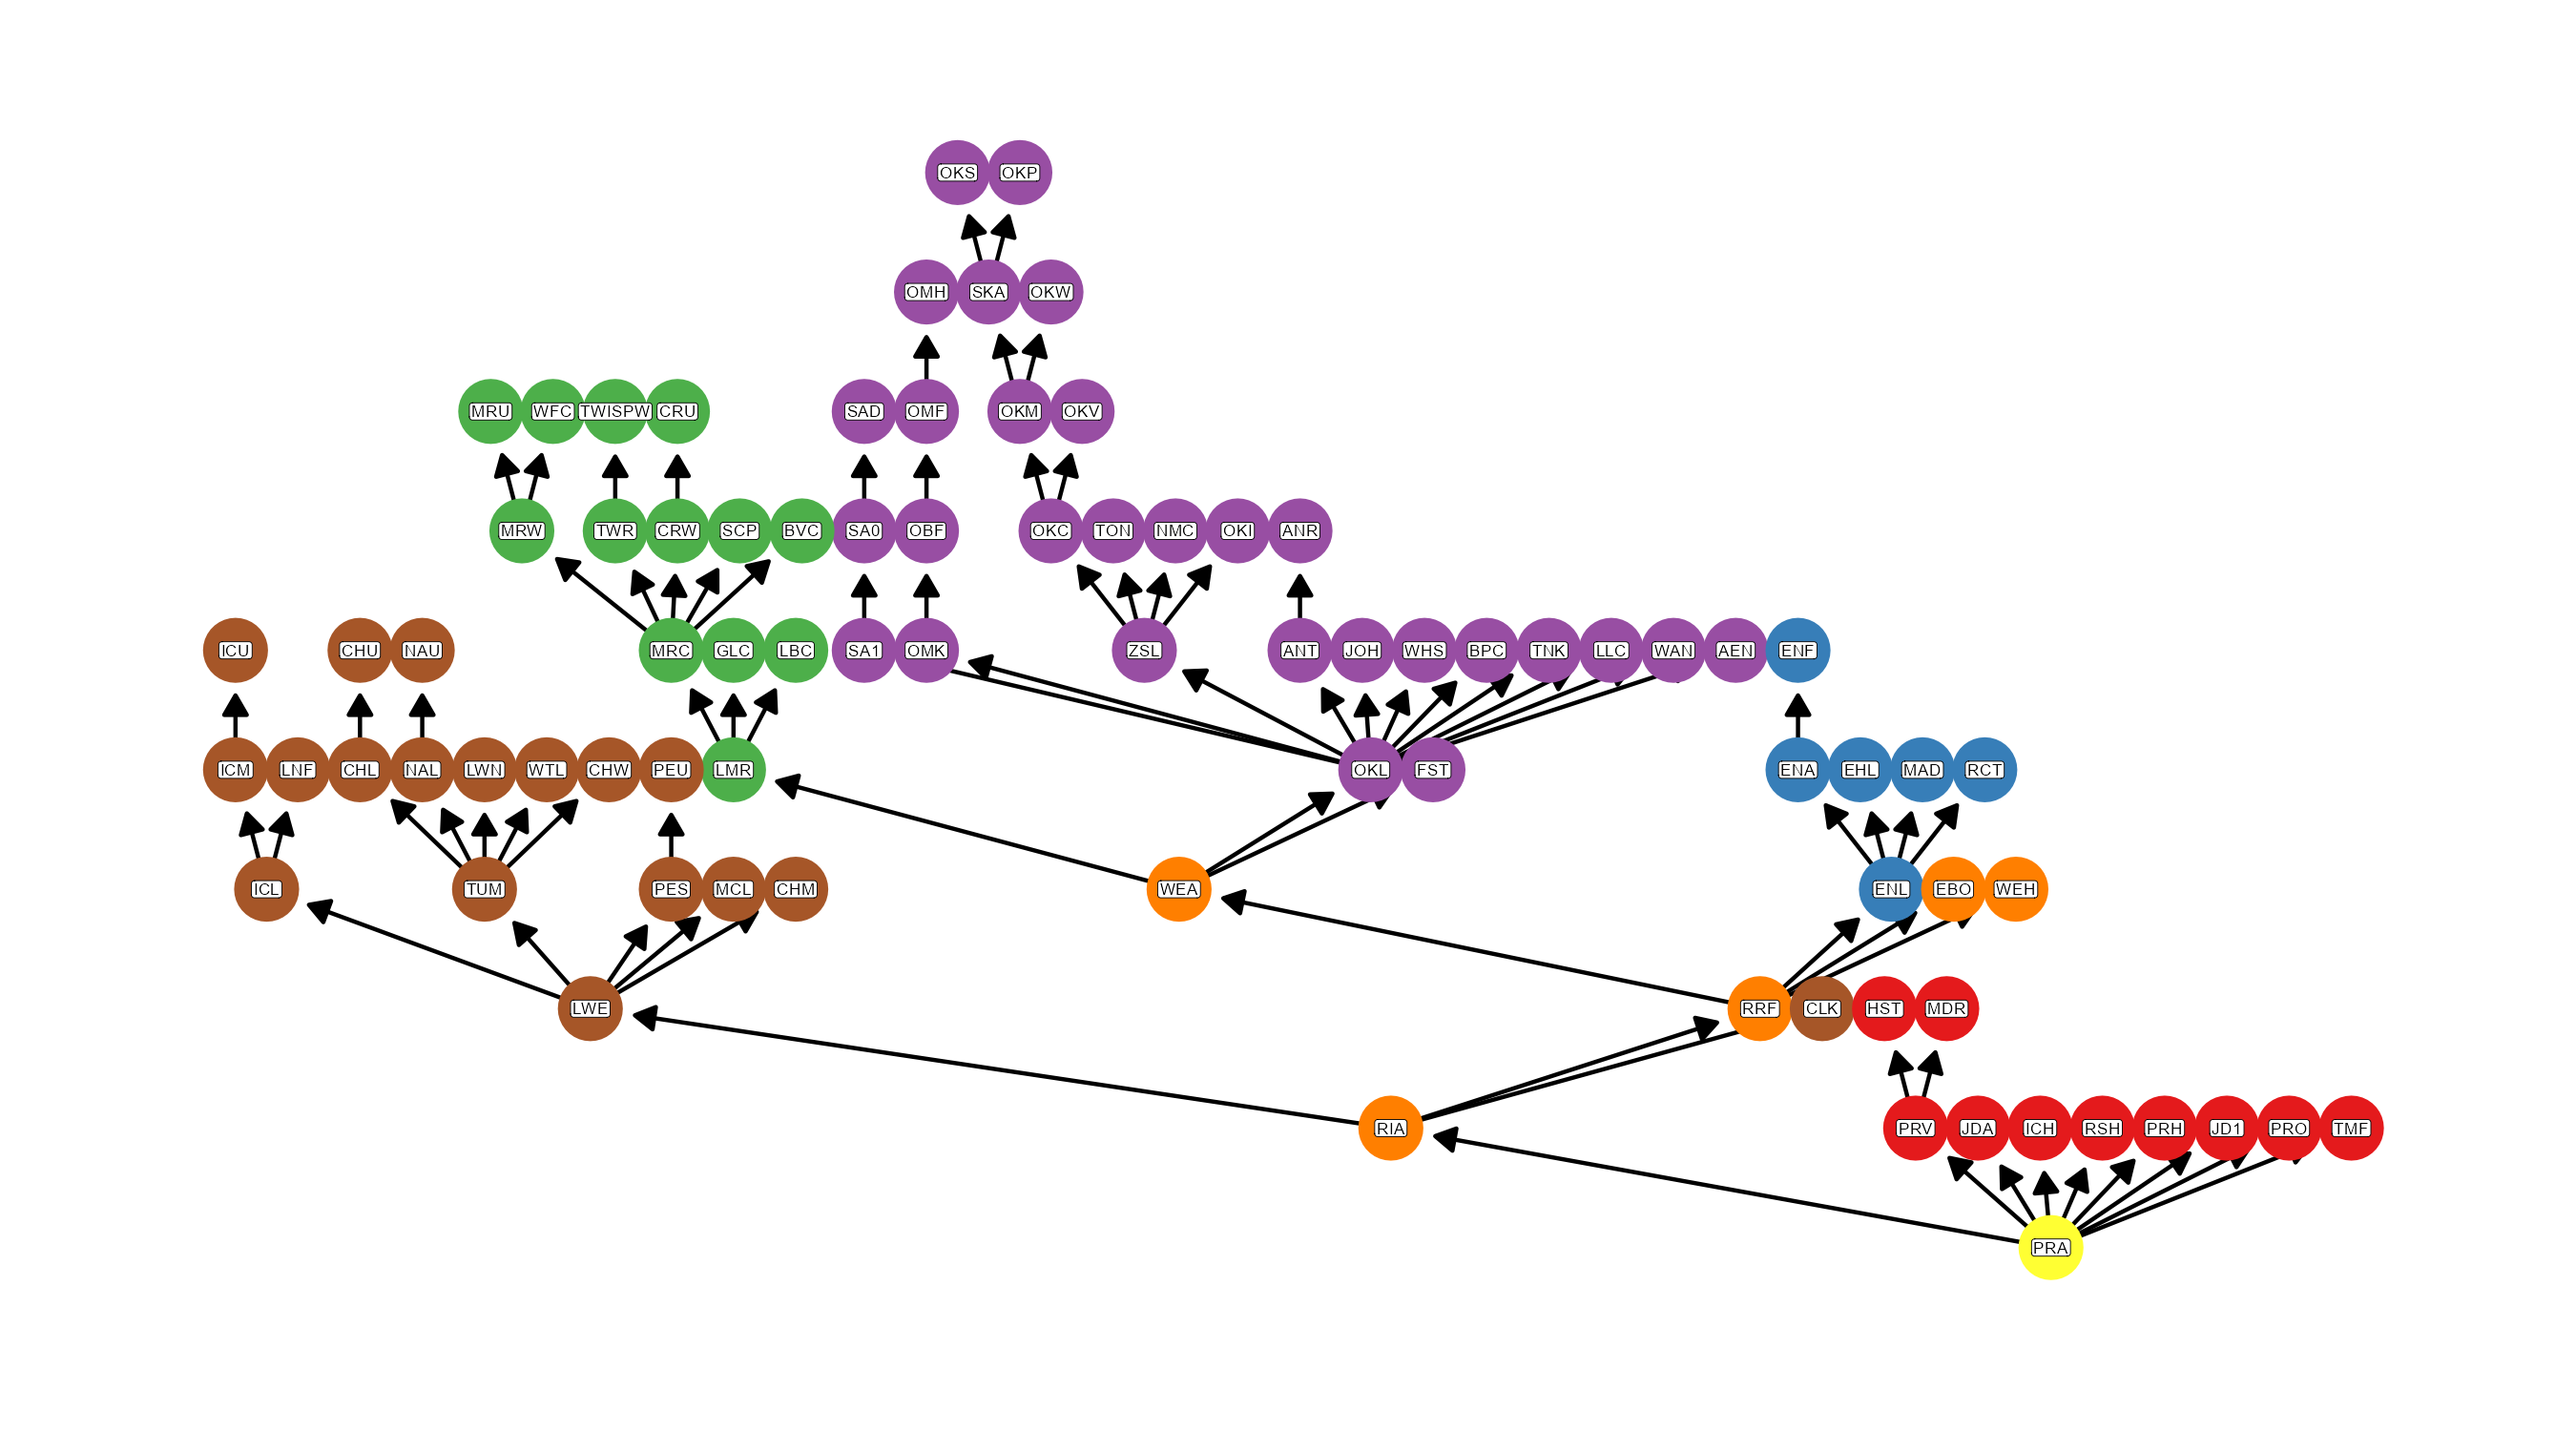 OKS OKP
OMH SKA OKW
MRU WFC TWISPW CRU SAD OMF OKM OKV
MRW TWR CRW SCP BVC SA0 OBF OKC TON NMC OKI ANR
ICU CHU NAU MRC GLC LBC SA1 OMK ZSL ANT JOH WHS BPC TNK LLC WAN AEN ENF
ICM LNF CHL NAL LWN WTL CHW PEU LMR OKL FST ENA EHL MAD RCT
ICL TUM PES MCL CHM WEA ENL EBO WEH
LWE RRF CLK HST MDR
RIA PRV JDA ICH RSH PRH JD1 PRO TMF
PRA